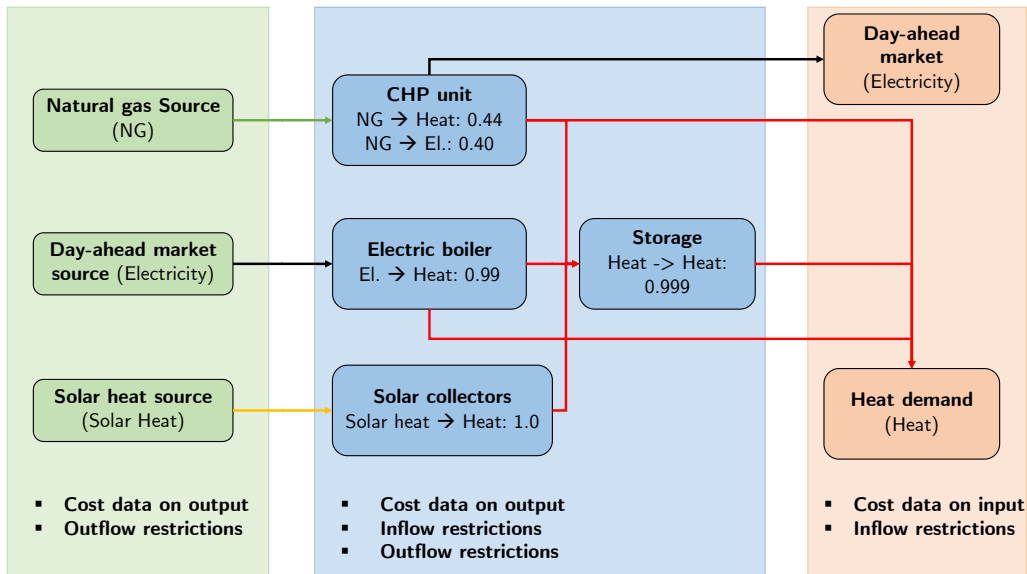 Natural gas Source
(NG)
Day-ahead market
source (Electricity)
Solar heat source
(Solar Heat)
▪ Cost data on output
▪ Outflow restrictions
CHP unit
NG → Heat: 0.44
NG → El.: 0.40
Electric boiler
El. → Heat: 0.99
Storage
Heat -> Heat:
0.999
Solar collectors
Solar heat → Heat: 1.0
▪ Cost data on output
▪ Inflow restrictions
▪ Outflow restrictions
Day-ahead
market
(Electricity)
Heat demand
(Heat)
▪ Cost data on input
▪ Inflow restrictions